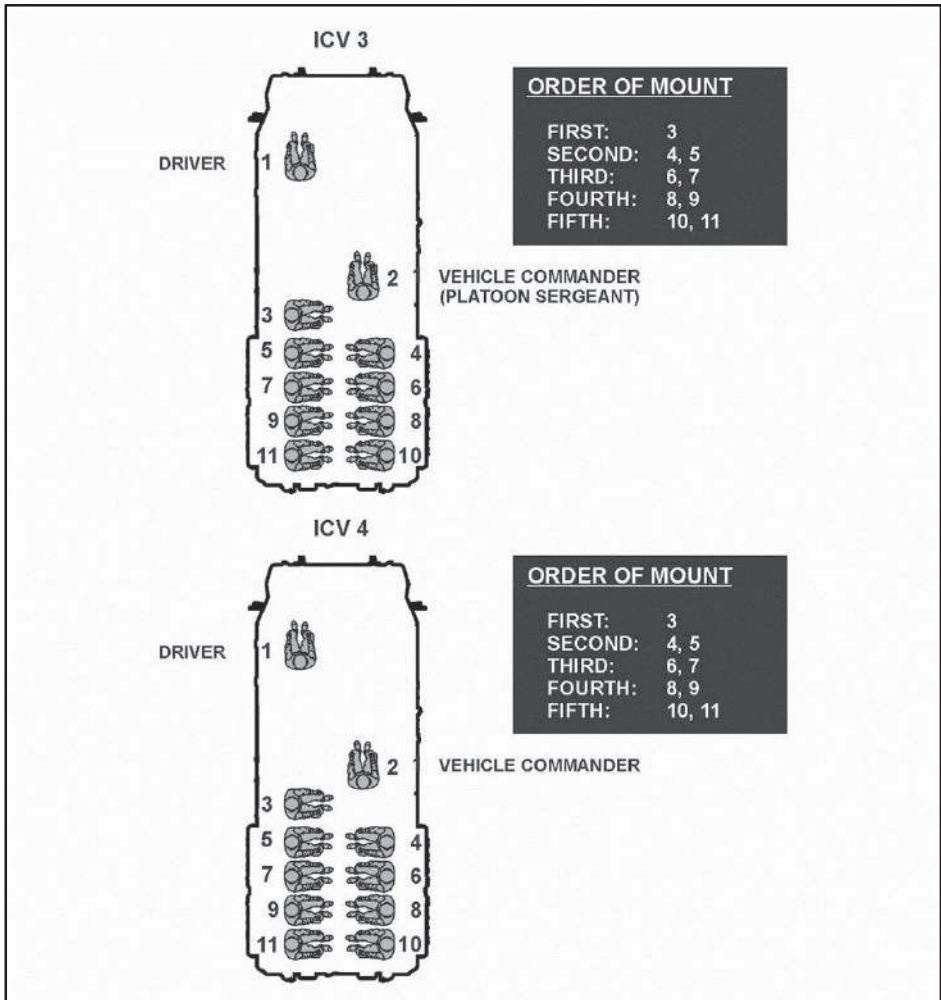 ICV 3
ORDER OF MOUNT
FIRST: 3
SECOND: 4, 5
THIRD: 6, 7
FOURTH: 8, 9
FIFTH: 10, 11
DRIVER 1
2 VEHICLE COMMANDER
(PLATOON SERGEANT)
3
5 4
7 6
9 8
11 10
ICV 4
ORDER OF MOUNT
FIRST: 3
SECOND: 4, 5
THIRD: 6, 7
FOURTH: 8, 9
FIFTH: 10, 11
DRIVER 1
2 VEHICLE COMMANDER
3
5 4
7 6
9 8
11 10